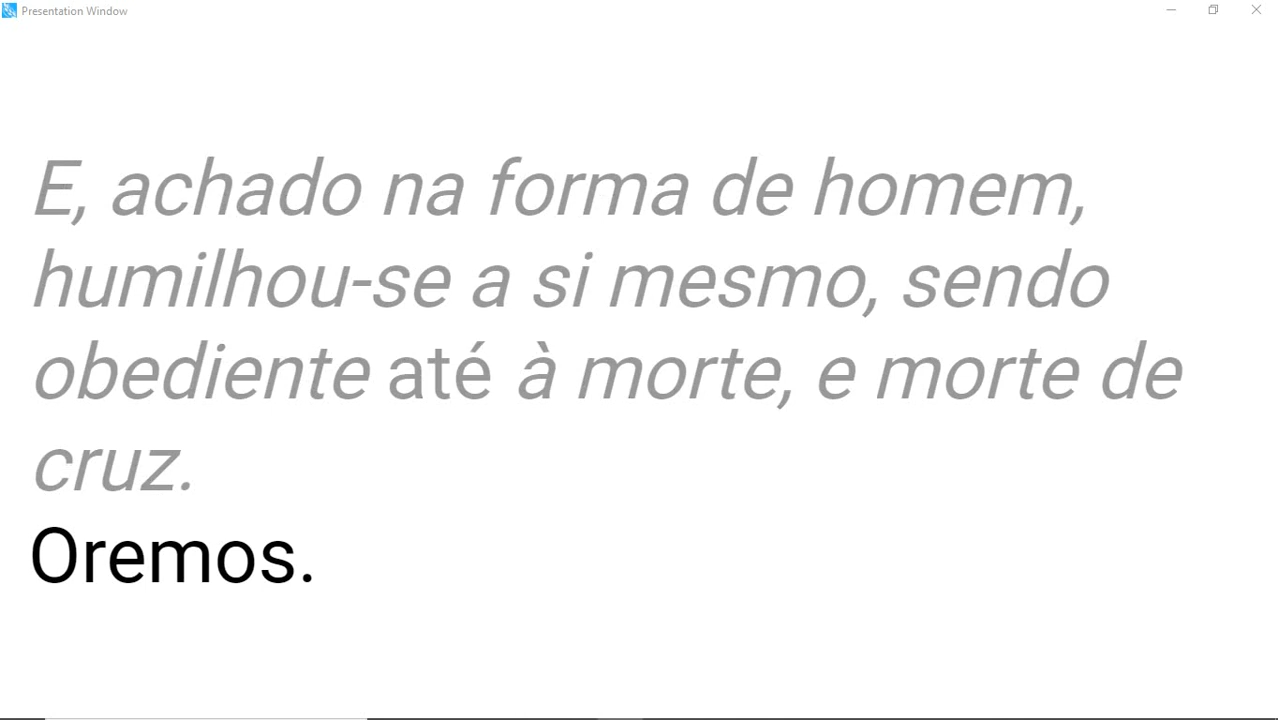 Presentation Window
E, achado na forma de homem,
humilhou-se a si mesmo, sendo
obediente até à morte, e morte de
cruz.
Oremos.